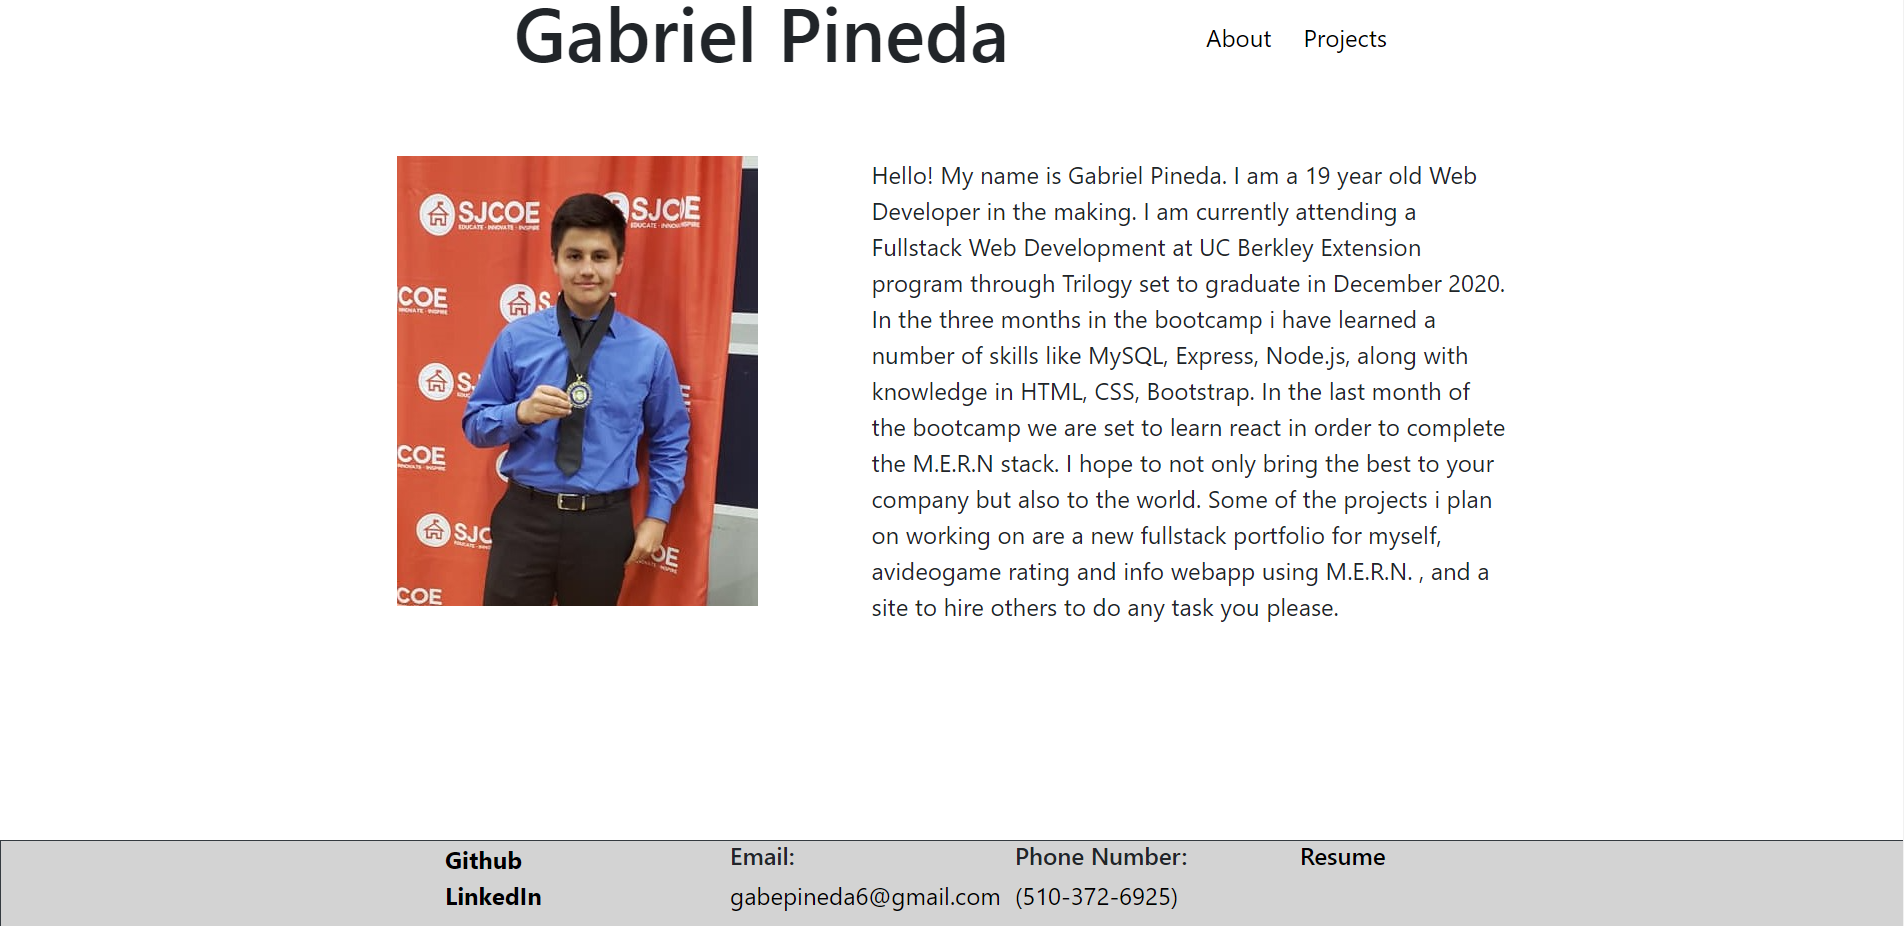 Gabriel Pineda
About Projects
SJCOE
EDUCATE · INNOVATE · INSPIRE
SJCOE
EDUCATE · INNOVATE · INSPIRE
COE
INNOVATE · INSPIRE
S
SJ
COE
SJC
OE
COE
Hello! My name is Gabriel Pineda. I am a 19 year old Web
Developer in the making. I am currently attending a
Fullstack Web Development at UC Berkley Extension
program through Trilogy set to graduate in December 2020.
In the three months in the bootcamp i have learned a
number of skills like MySQL, Express, Node.js, along with
knowledge in HTML, CSS, Bootstrap. In the last month of
the bootcamp we are set to learn react in order to complete
the M.E.R.N stack. I hope to not only bring the best to your
company but also to the world. Some of the projects i plan
on working on are a new fullstack portfolio for myself,
avideogame rating and info webapp using M.E.R.N. , and a
site to hire others to do any task you please.
Github
LinkedIn
Email:
gabepineda6@gmail.com
Phone Number:
(510-372-6925)
Resume